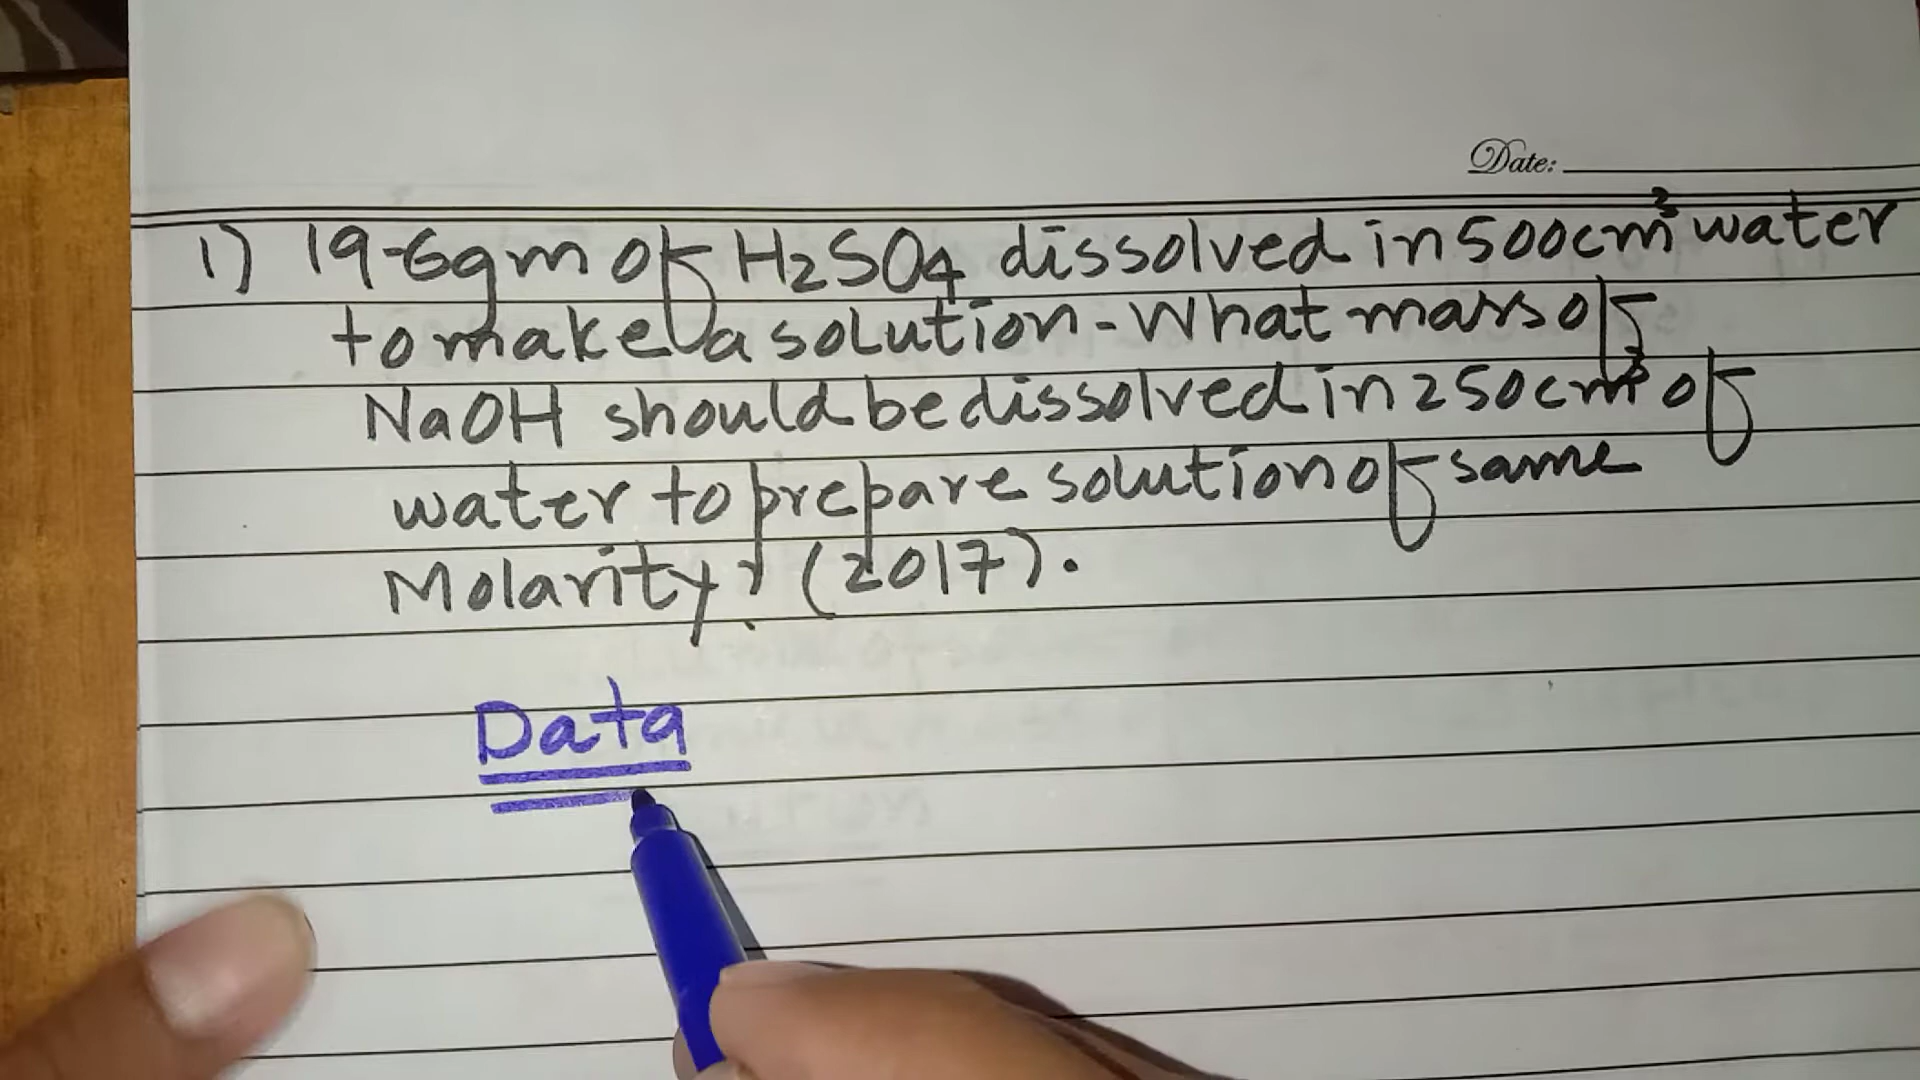 Date:
1) 19.6gm of H₂SO₄ dissolved in 500cm³ water
to make a solution. What mass of
NaOH should be dissolved in 250cm³ of
water to prepare solution of same
Molarity? (2017).
Data